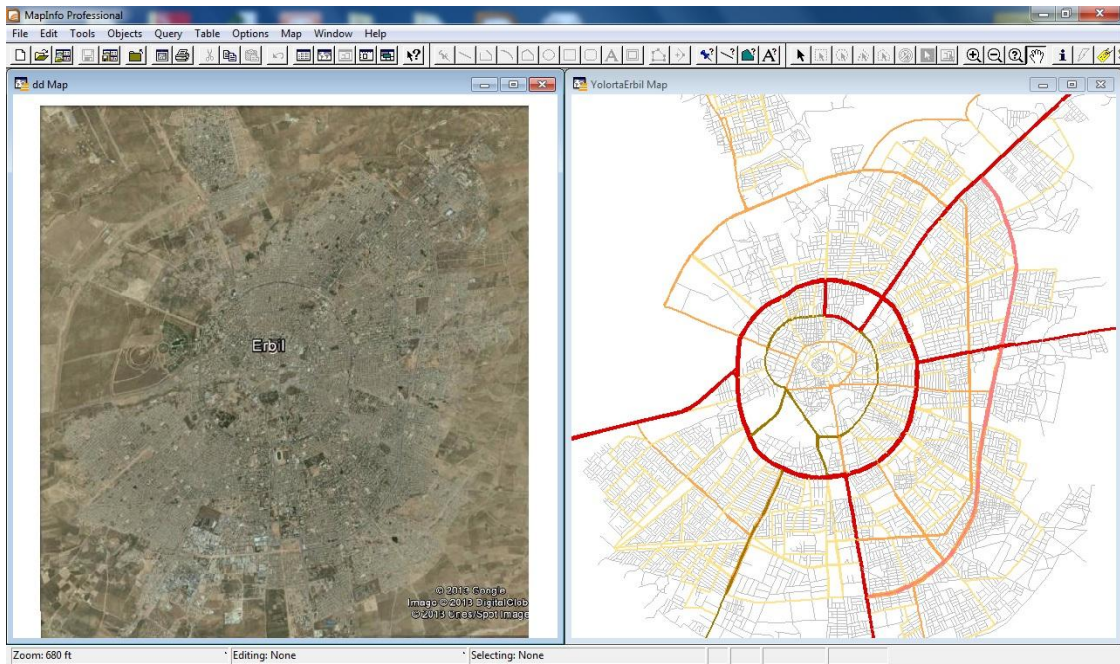 MapInfo Professional
File Edit Tools Objects Query Table Options Map Window Help
dd Map
YolortaErbil Map
Erbil
© 2013 Google
Image © 2013 DigitalGlob
© 2013 Cnes/Spot Image
Zoom: 680 ft
Editing: None
Selecting: None